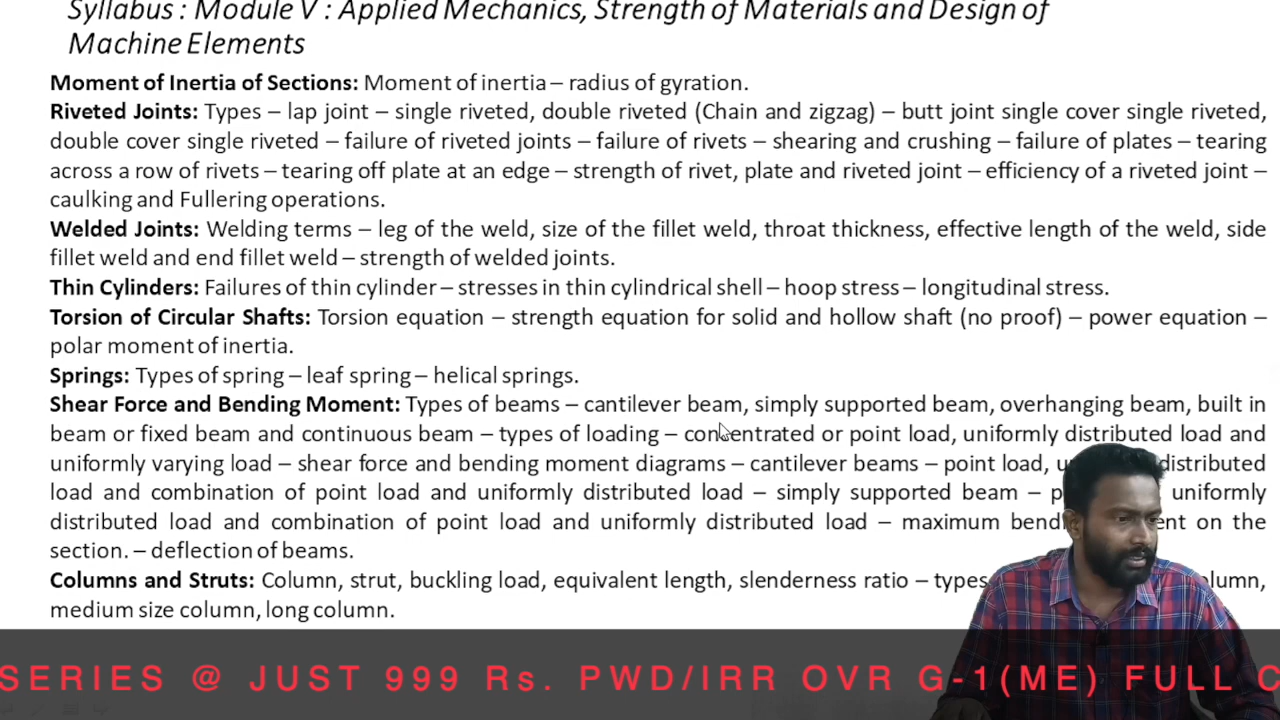 Syllabus : Module V : Applied Mechanics, Strength of Materials and Design of
Machine Elements
Moment of Inertia of Sections: Moment of inertia – radius of gyration.
Riveted Joints: Types – lap joint – single riveted, double riveted (Chain and zigzag) – butt joint single cover single riveted,
double cover single riveted – failure of riveted joints – failure of rivets – shearing and crushing – failure of plates – tearing
across a row of rivets – tearing off plate at an edge – strength of rivet, plate and riveted joint – efficiency of a riveted joint –
caulking and Fullering operations.
Welded Joints: Welding terms – leg of the weld, size of the fillet weld, throat thickness, effective length of the weld, side
fillet weld and end fillet weld – strength of welded joints.
Thin Cylinders: Failures of thin cylinder – stresses in thin cylindrical shell – hoop stress – longitudinal stress.
Torsion of Circular Shafts: Torsion equation – strength equation for solid and hollow shaft (no proof) – power equation –
polar moment of inertia.
Springs: Types of spring – leaf spring – helical springs.
Shear Force and Bending Moment: Types of beams – cantilever beam, simply supported beam, overhanging beam, built in
beam or fixed beam and continuous beam – types of loading – concentrated or point load, uniformly distributed load and
uniformly varying load – shear force and bending moment diagrams – cantilever beams – point load, distributed
load and combination of point load and uniformly distributed load – simply supported beam – uniformly
distributed load and combination of point load and uniformly distributed load – maximum on the
section. – deflection of beams.
Columns and Struts: Column, strut, buckling load, equivalent length, slenderness ratio – types
medium size column, long column.
SERIES @ JUST 999 Rs. PWD/IRR OVR G-1(ME) FULL